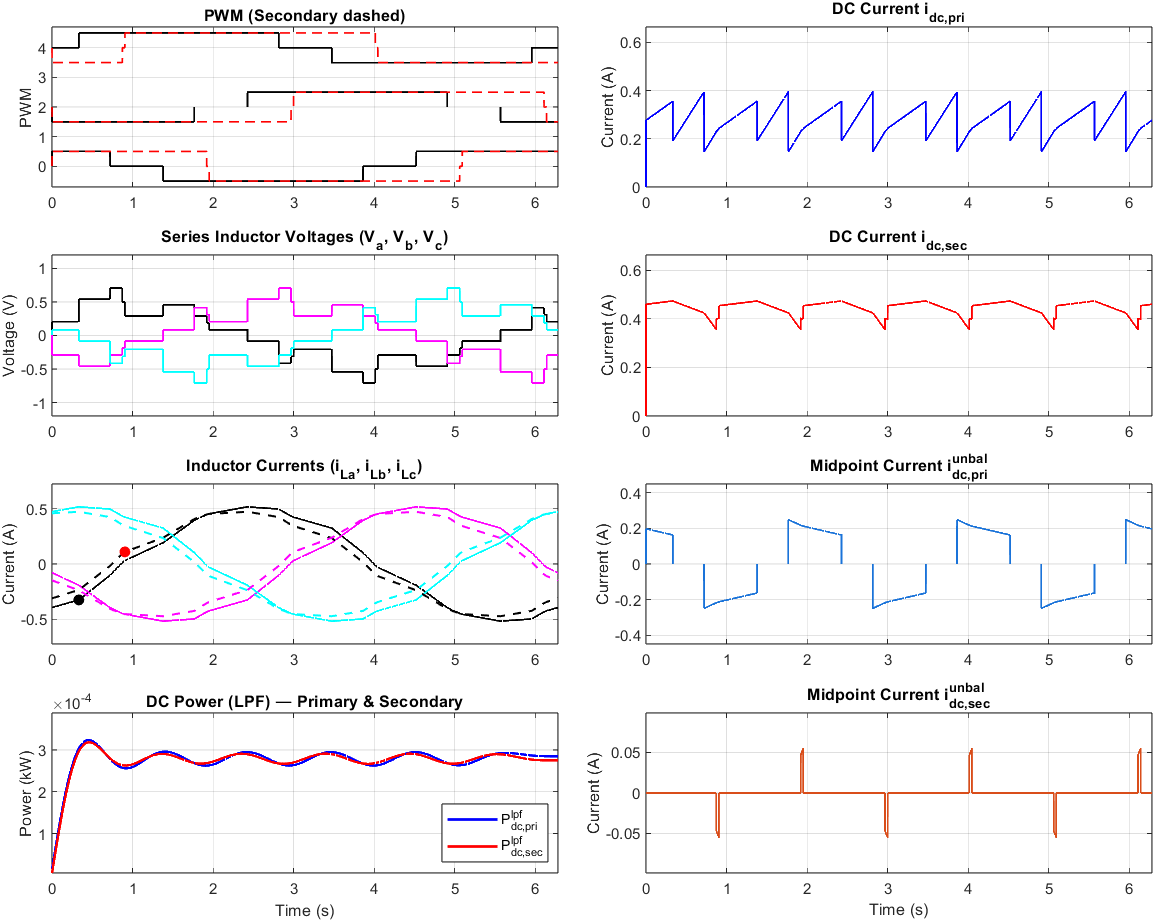 PWM (Secondary dashed)
PWM
4
3
2
1
0
0 1 2 3 4 5 6
DC Current i_dc,pri
Current (A)
0.6
0.4
0.2
0
0 1 2 3 4 5 6
Series Inductor Voltages (V_a, V_b, V_c)
Voltage (V)
1
0.5
0
-0.5
-1
0 1 2 3 4 5 6
DC Current i_dc,sec
Current (A)
0.6
0.4
0.2
0
0 1 2 3 4 5 6
Inductor Currents (i_La, i_Lb, i_Lc)
Current (A)
0.5
0
-0.5
0 1 2 3 4 5 6
Midpoint Current i^unbal_dc,pri
Current (A)
0.4
0.2
0
-0.2
-0.4
0 1 2 3 4 5 6
×10^-4
DC Power (LPF) — Primary & Secondary
Power (kW)
3
2
1
P^lpf_dc,pri
P^lpf_dc,sec
0 1 2 3 4 5 6
Time (s)
Midpoint Current i^unbal_dc,sec
Current (A)
0.05
0
-0.05
0 1 2 3 4 5 6
Time (s)